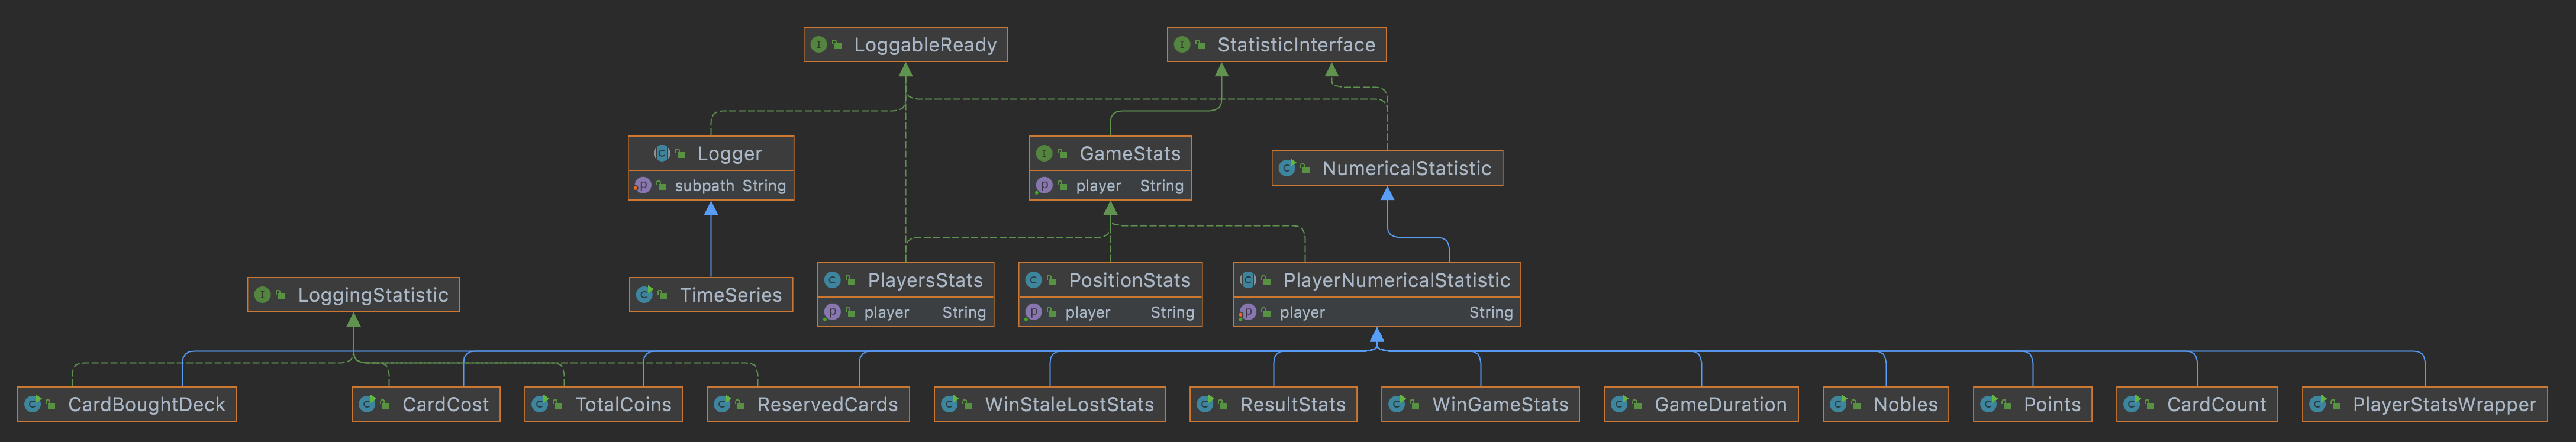 LoggableReady
StatisticInterface
Logger
subpath String
GameStats
player String
NumericalStatistic
LoggingStatistic
TimeSeries
PlayersStats
player String
PositionStats
player String
PlayerNumericalStatistic
player String
CardBoughtDeck
CardCost
TotalCoins
ReservedCards
WinStaleLostStats
ResultStats
WinGameStats
GameDuration
Nobles
Points
CardCount
PlayerStatsWrapper